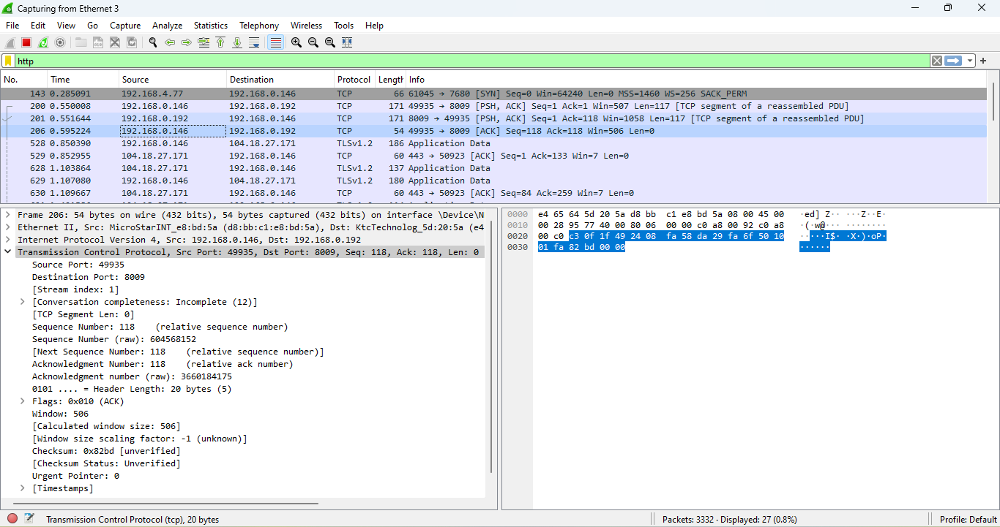 Capturing from Ethernet 3
File Edit View Go Capture Analyze Statistics Telephony Wireless Tools Help
http
No. Time Source Destination Protocol Length Info
143 0.285091 192.168.4.77 192.168.0.146 TCP 66 61045 → 7680 [SYN] Seq=0 Win=64240 Len=0 MSS=1460 WS=256 SACK_PERM
200 0.550008 192.168.0.146 192.168.0.192 TCP 171 49935 → 8009 [PSH, ACK] Seq=1 Ack=1 Win=507 Len=117 [TCP segment of a reassembled PDU]
201 0.551644 192.168.0.192 192.168.0.146 TCP 171 8009 → 49935 [PSH, ACK] Seq=1 Ack=118 Win=1058 Len=117 [TCP segment of a reassembled PDU]
206 0.595224 192.168.0.146 192.168.0.192 TCP 54 49935 → 8009 [ACK] Seq=118 Ack=118 Win=506 Len=0
528 0.850390 192.168.0.146 104.18.27.171 TLSv1.2 186 Application Data
529 0.852955 104.18.27.171 192.168.0.146 TCP 60 443 → 50923 [ACK] Seq=1 Ack=133 Win=7 Len=0
628 1.103864 104.18.27.171 192.168.0.146 TLSv1.2 137 Application Data
629 1.107080 192.168.0.146 104.18.27.171 TLSv1.2 180 Application Data
630 1.109667 104.18.27.171 192.168.0.146 TCP 60 443 → 50923 [ACK] Seq=84 Ack=259 Win=7 Len=0
Frame 206: 54 bytes on wire (432 bits), 54 bytes captured (432 bits) on interface \Device\N
Ethernet II, Src: MicroStarINT_e8:bd:5a (d8:bb:c1:e8:bd:5a), Dst: KtcTechnolog_5d:20:5a (e4
Internet Protocol Version 4, Src: 192.168.0.146, Dst: 192.168.0.192
Transmission Control Protocol, Src Port: 49935, Dst Port: 8009, Seq: 118, Ack: 118, Len: 0
Source Port: 49935
Destination Port: 8009
[Stream index: 1]
[Conversation completeness: Incomplete (12)]
[TCP Segment Len: 0]
Sequence Number: 118 (relative sequence number)
Sequence Number (raw): 604568152
[Next Sequence Number: 118 (relative sequence number)]
Acknowledgment Number: 118 (relative ack number)
Acknowledgment number (raw): 3660184175
0101 .... = Header Length: 20 bytes (5)
Flags: 0x010 (ACK)
Window: 506
[Calculated window size: 506]
[Window size scaling factor: -1 (unknown)]
Checksum: 0x82bd [unverified]
[Checksum Status: Unverified]
Urgent Pointer: 0
[Timestamps]
0000 e4 65 64 5d 20 5a d8 bb c1 e8 bd 5a 08 00 45 00 ·ed] Z·· ···Z··E·
0010 00 28 95 77 40 00 80 06 00 00 c0 a8 00 92 c0 a8 ·(·w@··· ········
0020 00 c0 c3 0f 1f 49 24 08 fa 58 da 29 fa 6f 50 10 ·····I$· ·X·)·oP·
0030 01 fa 82 bd 00 00 ······
Transmission Control Protocol (tcp), 20 bytes
Packets: 3332 · Displayed: 27 (0.8%)
Profile: Default